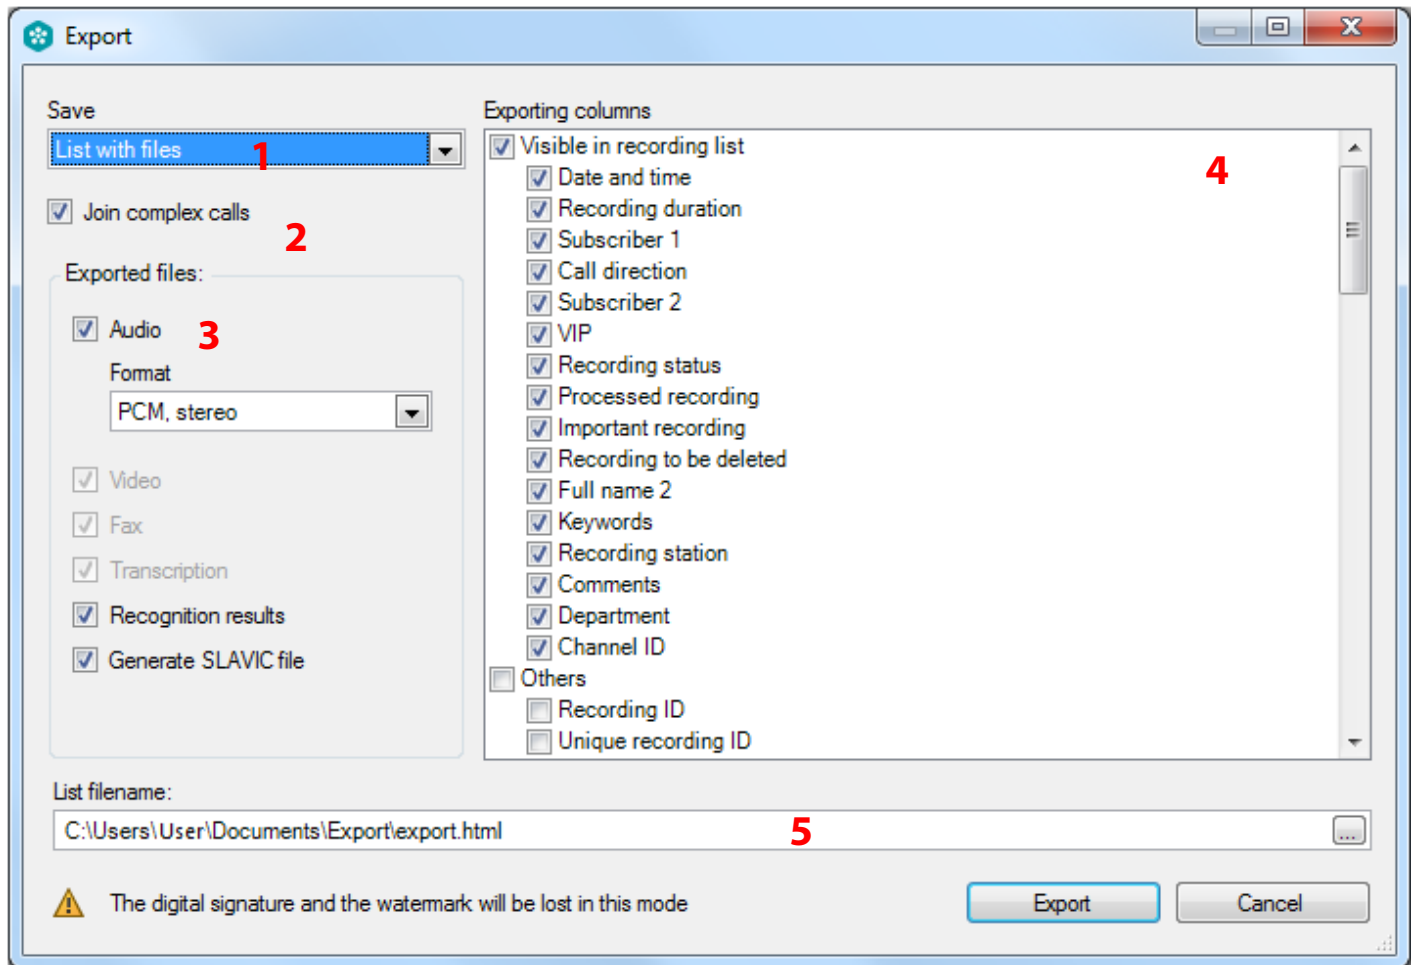 Export
Save
List with files
1
Join complex calls
2
Exported files:
Audio
3
Format
PCM, stereo
Video
Fax
Transcription
Recognition results
Generate SLAVIC file
Exporting columns
Visible in recording list
4
Date and time
Recording duration
Subscriber 1
Call direction
Subscriber 2
VIP
Recording status
Processed recording
Important recording
Recording to be deleted
Full name 2
Keywords
Recording station
Comments
Department
Channel ID
Others
Recording ID
Unique recording ID
List filename:
C:\Users\User\Documents\Export\export.html
5
...
The digital signature and the watermark will be lost in this mode
Export
Cancel